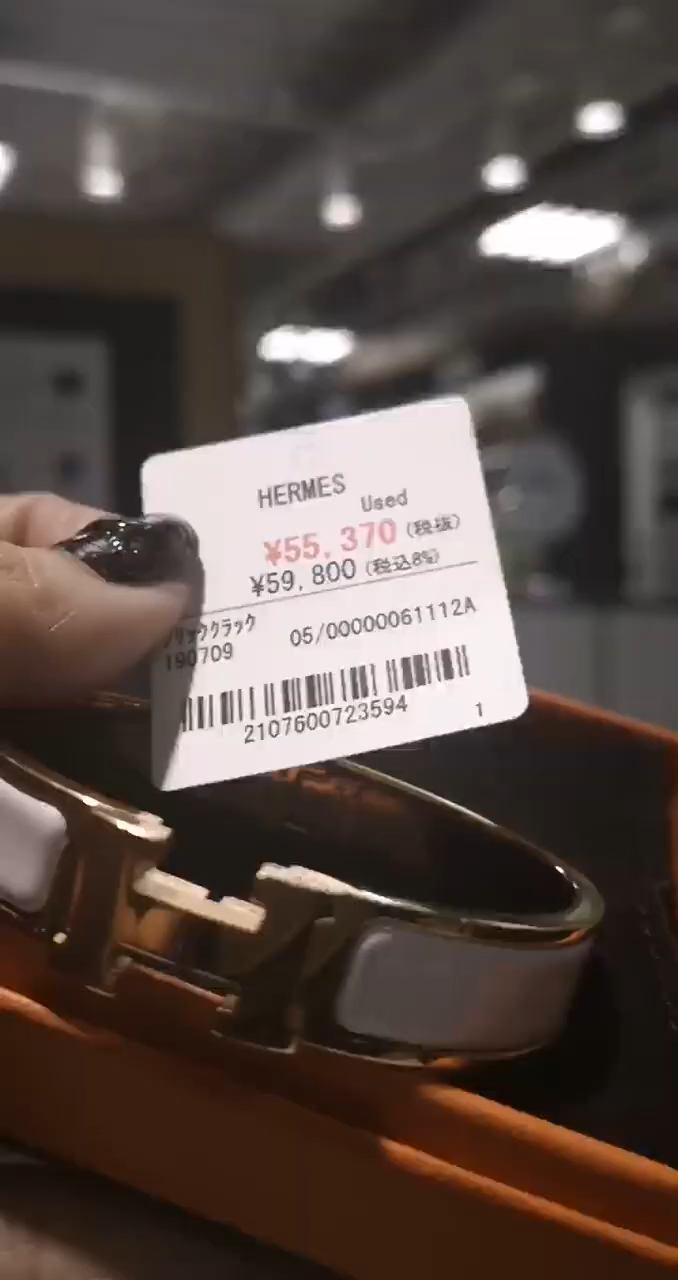 HERMES
Used
¥55,370 (税抜)
¥59,800 (税込8%)
リッククラック 05/00000061112A
190709
2107600723594 1